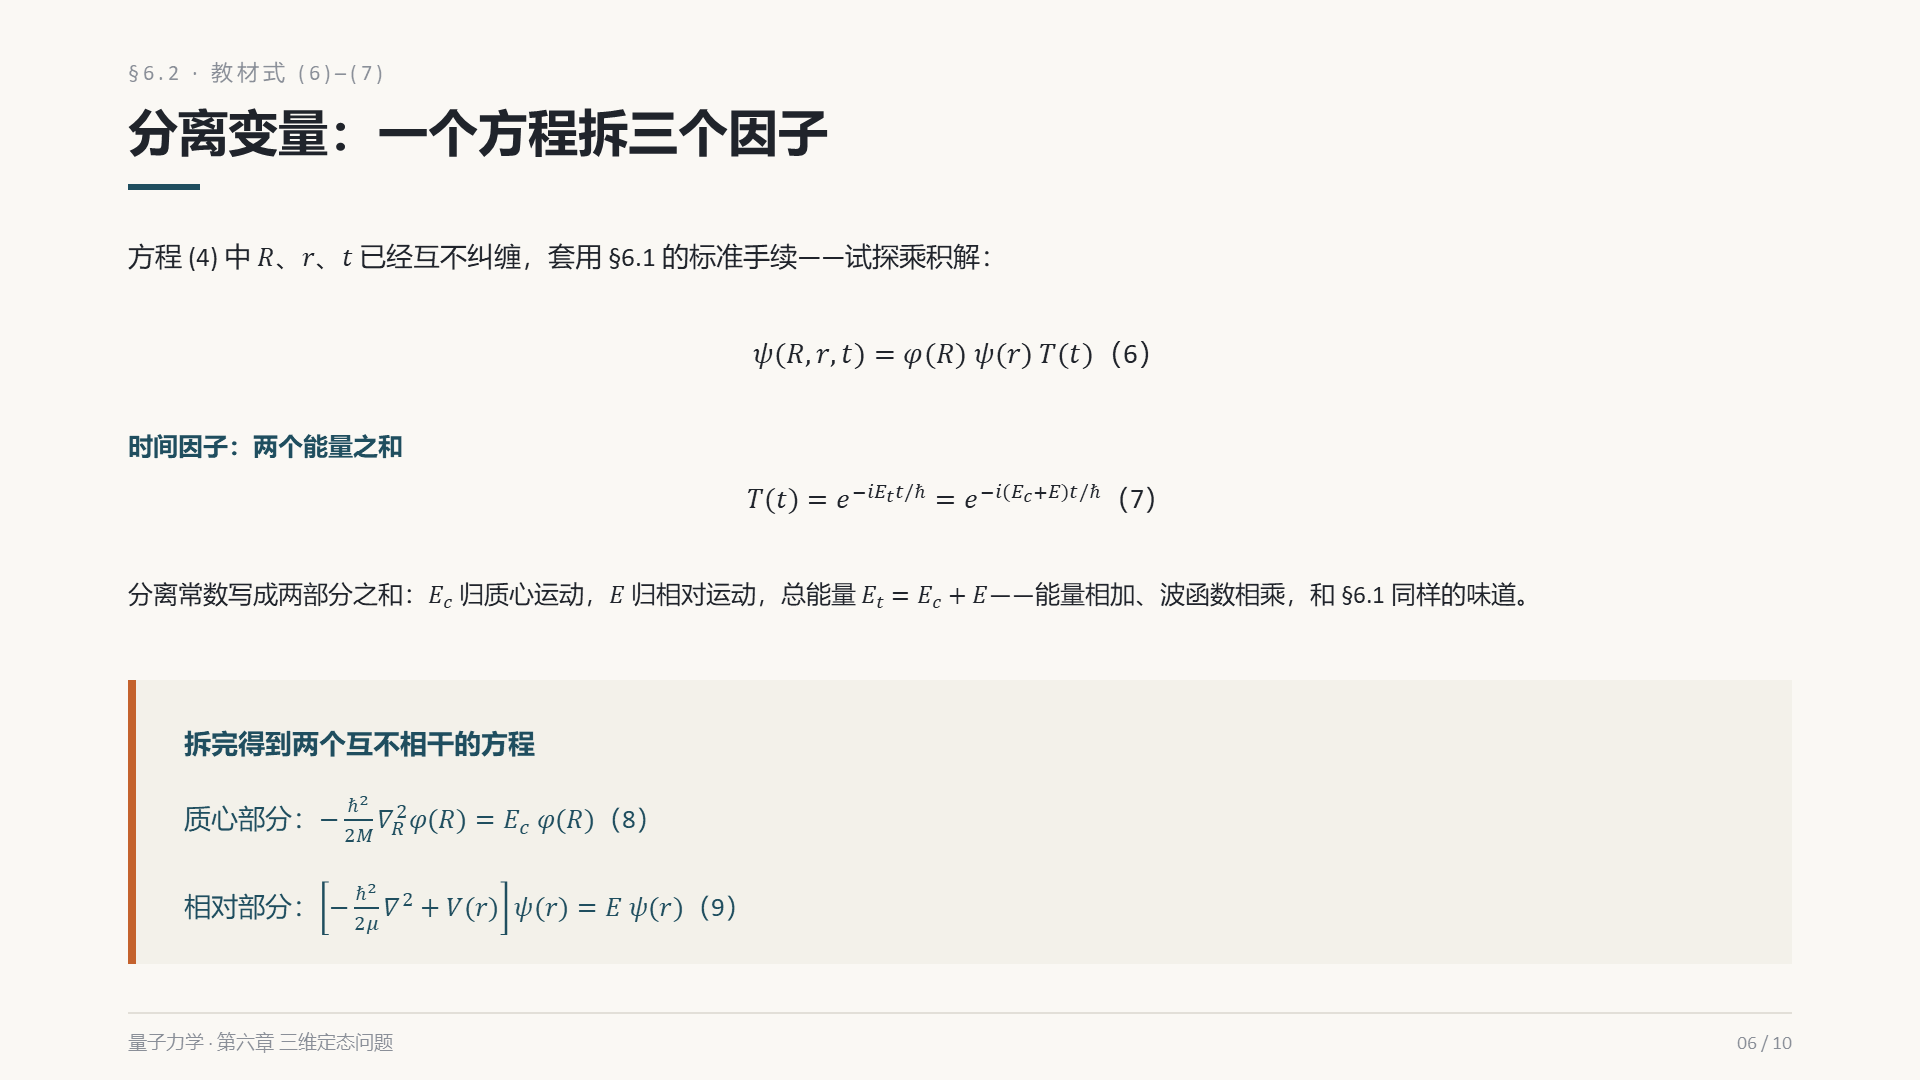 §6.2 · 教材式 (6)–(7)
分离变量：一个方程拆三个因子
方程 (4) 中 R、r、t 已经互不纠缠，套用 §6.1 的标准手续——试探乘积解：
ψ(R, r, t) = φ(R) ψ(r) T(t)（6）
时间因子：两个能量之和
T(t) = e^{−iE_t t/ħ} = e^{−i(E_c+E)t/ħ}（7）
分离常数写成两部分之和：E_c 归质心运动，E 归相对运动，总能量 E_t = E_c + E——能量相加、波函数相乘，和 §6.1 同样的味道。
拆完得到两个互不相干的方程
质心部分：−\frac{ħ²}{2M}∇_R^2 φ(R) = E_c φ(R)（8）
相对部分：[−\frac{ħ²}{2μ}∇² + V(r)] ψ(r) = E ψ(r)（9）
量子力学 · 第六章 三维定态问题
06 / 10